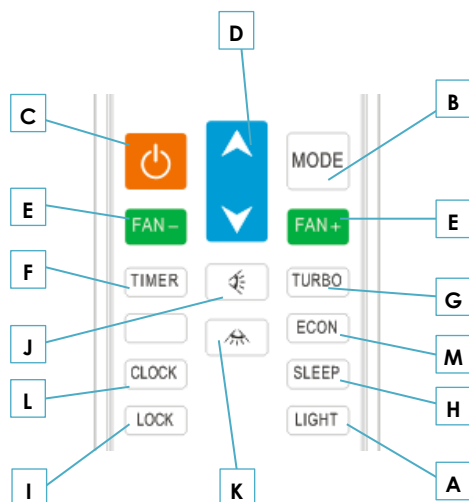 D
B
C
MODE
E
FAN –
FAN +
E
F
TIMER
TURBO
G
J
ECON
M
L
CLOCK
SLEEP
H
LOCK
LIGHT
I
K
A